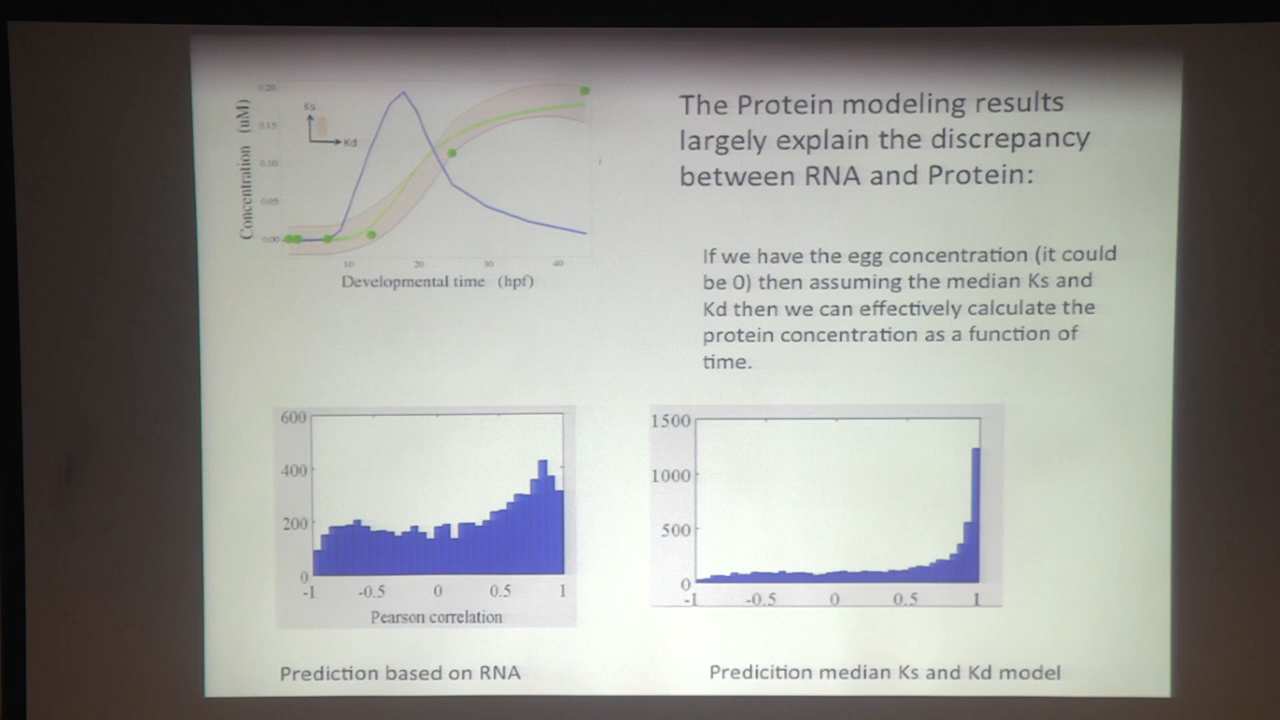 The Protein modeling results
largely explain the discrepancy
between RNA and Protein:
If we have the egg concentration (it could
be 0) then assuming the median Ks and
Kd then we can effectively calculate the
protein concentration as a function of
time.
Concentration (uM)
0.20
0.15
0.10
0.05
0.00
Ks
Kd
10 20 30 40
Developmental time (hpf)
600
400
200
0
-1 -0.5 0 0.5 1
Pearson correlation
Prediction based on RNA
1500
1000
500
0
-1 -0.5 0 0.5 1
Predicition median Ks and Kd model